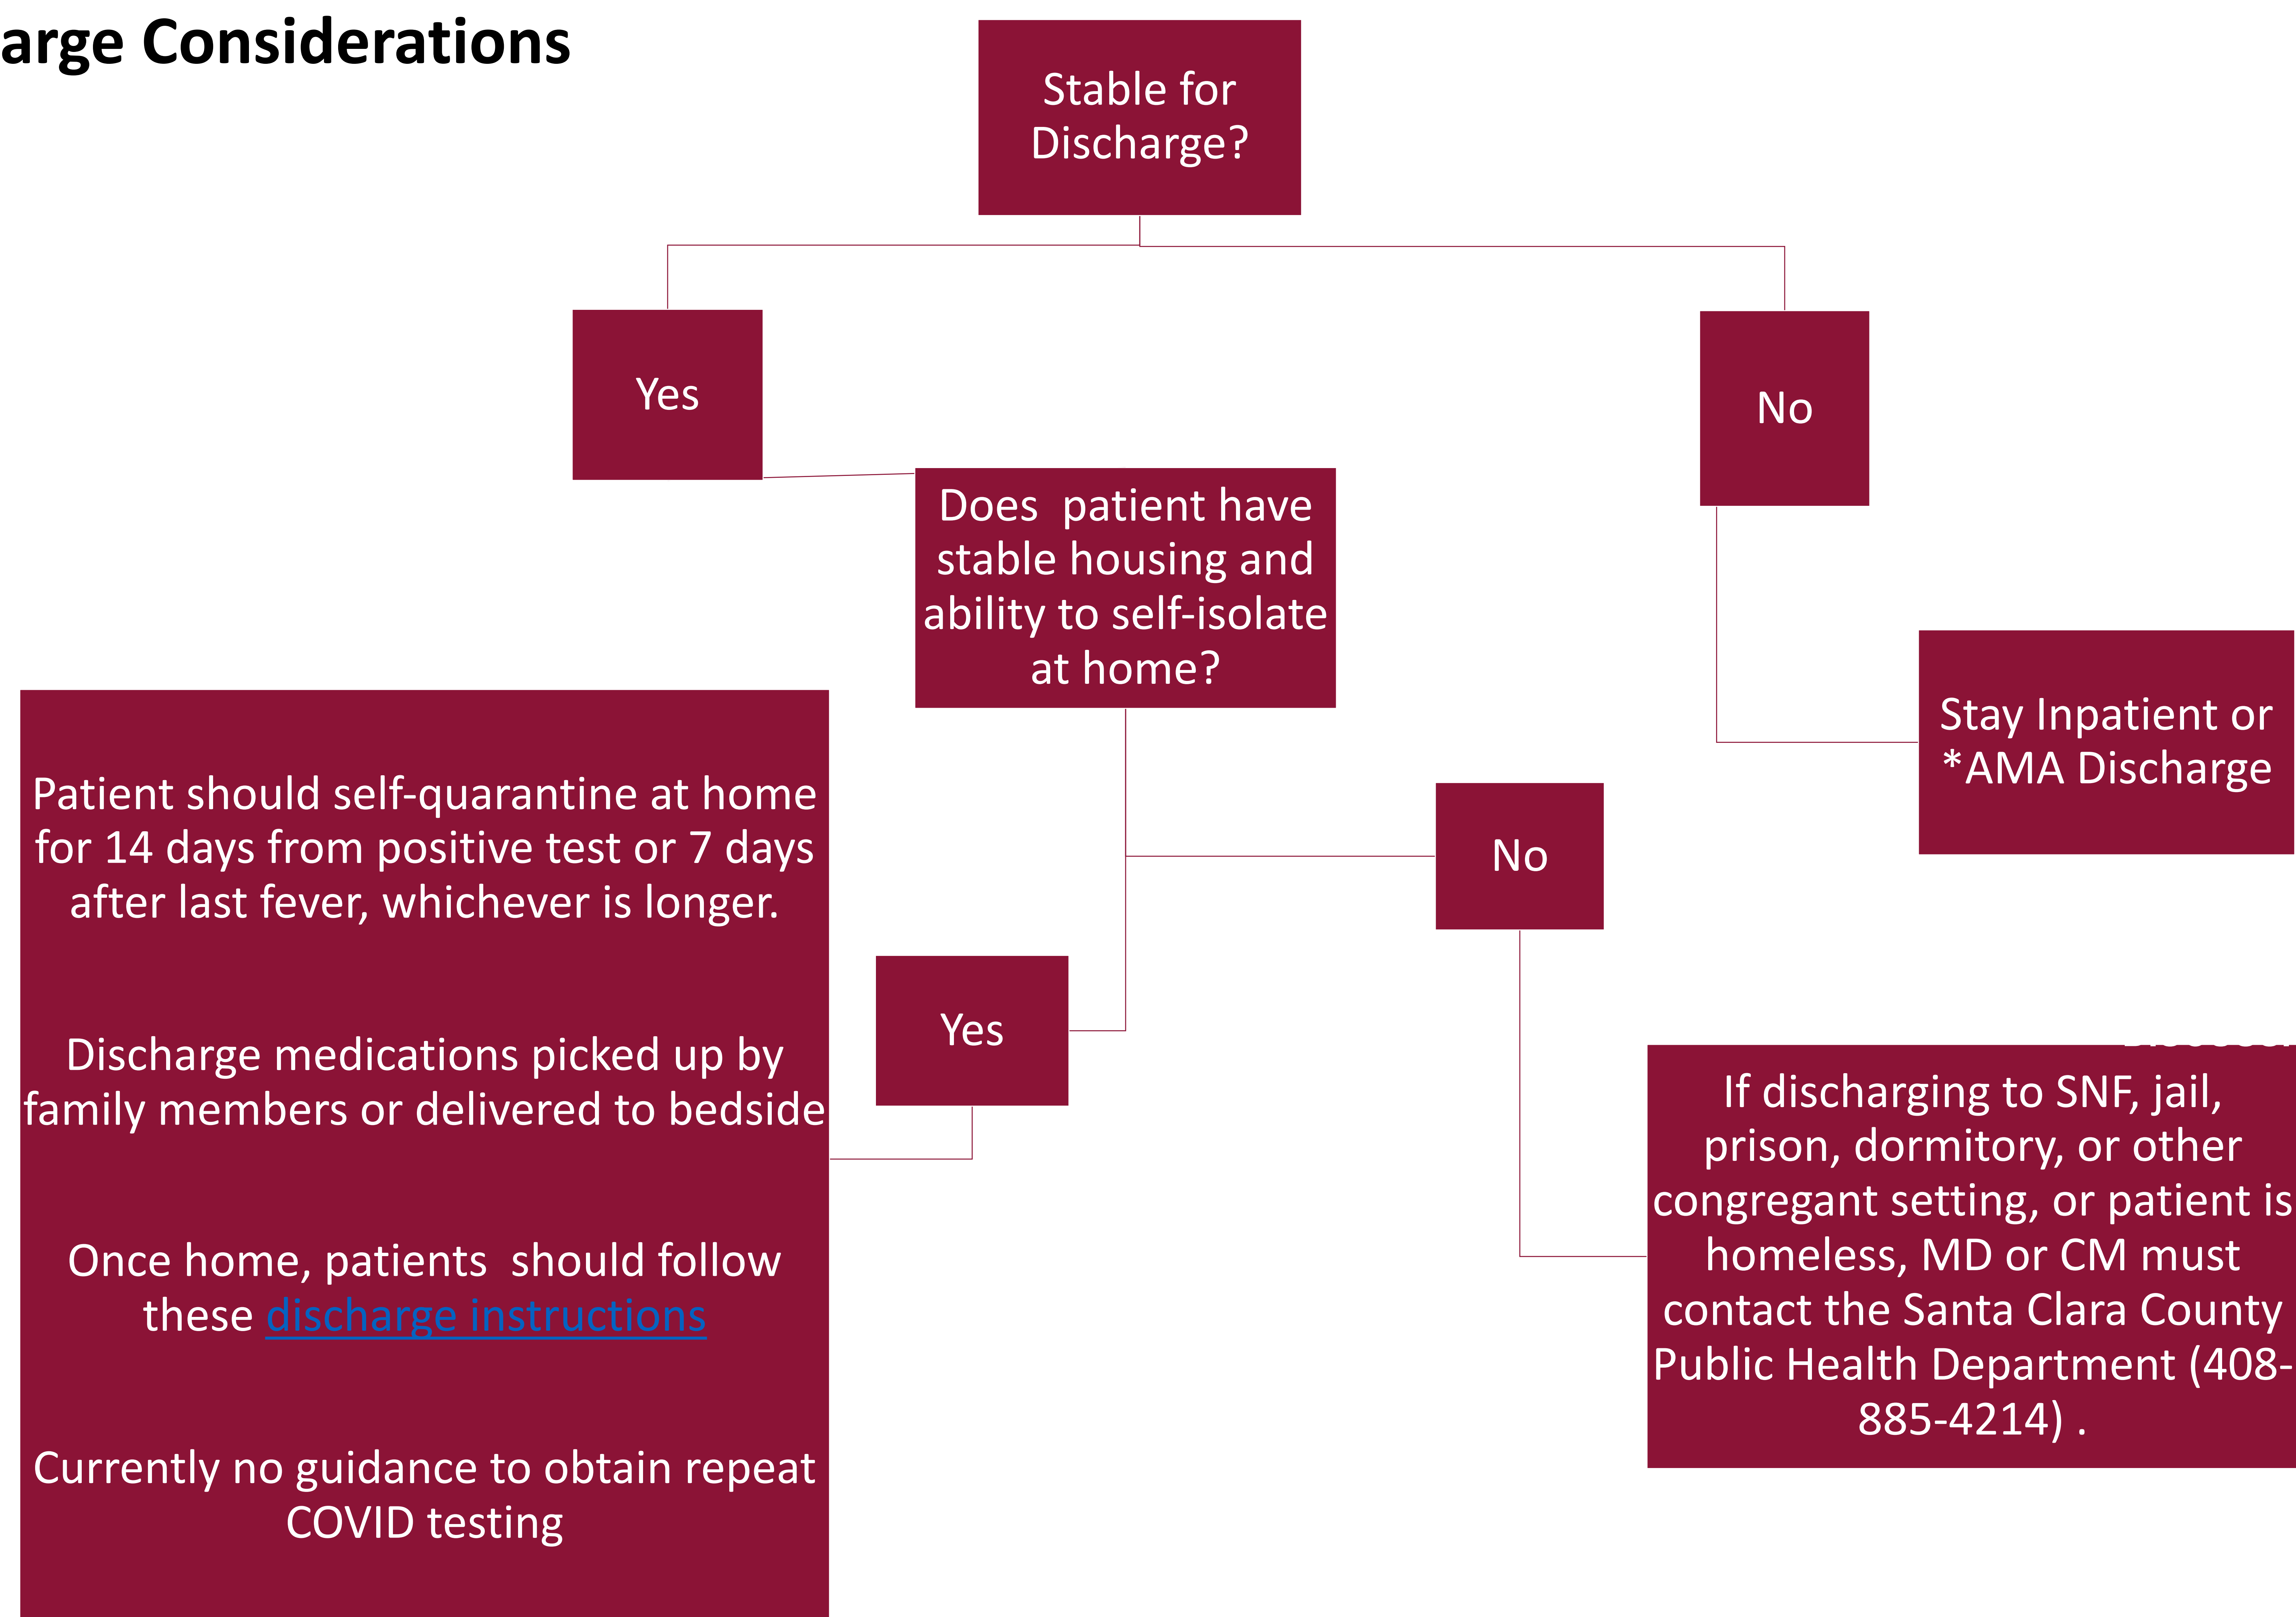 arge Considerations
Stable for
Discharge?
Yes
No
Does  patient have
stable housing and
ability to self-isolate
at home?
Stay Inpatient or
*AMA Discharge
Patient should self-quarantine at home
for 14 days from positive test or 7 days
after last fever, whichever is longer.
Discharge medications picked up by
family members or delivered to bedside
Once home, patients  should follow
these discharge instructions
Currently no guidance to obtain repeat
COVID testing
No
Yes
If discharging to SNF, jail,
prison, dormitory, or other
congregant setting, or patient is
homeless, MD or CM must
contact the Santa Clara County
Public Health Department (408-
885-4214) .